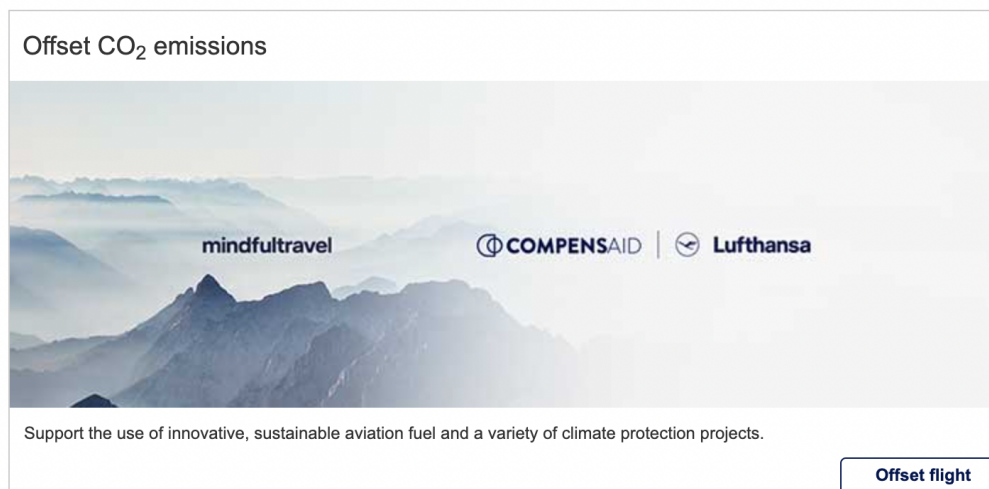 Offset CO₂ emissions
mindfultravel
COMPENSAID | Lufthansa
Support the use of innovative, sustainable aviation fuel and a variety of climate protection projects.
Offset flight